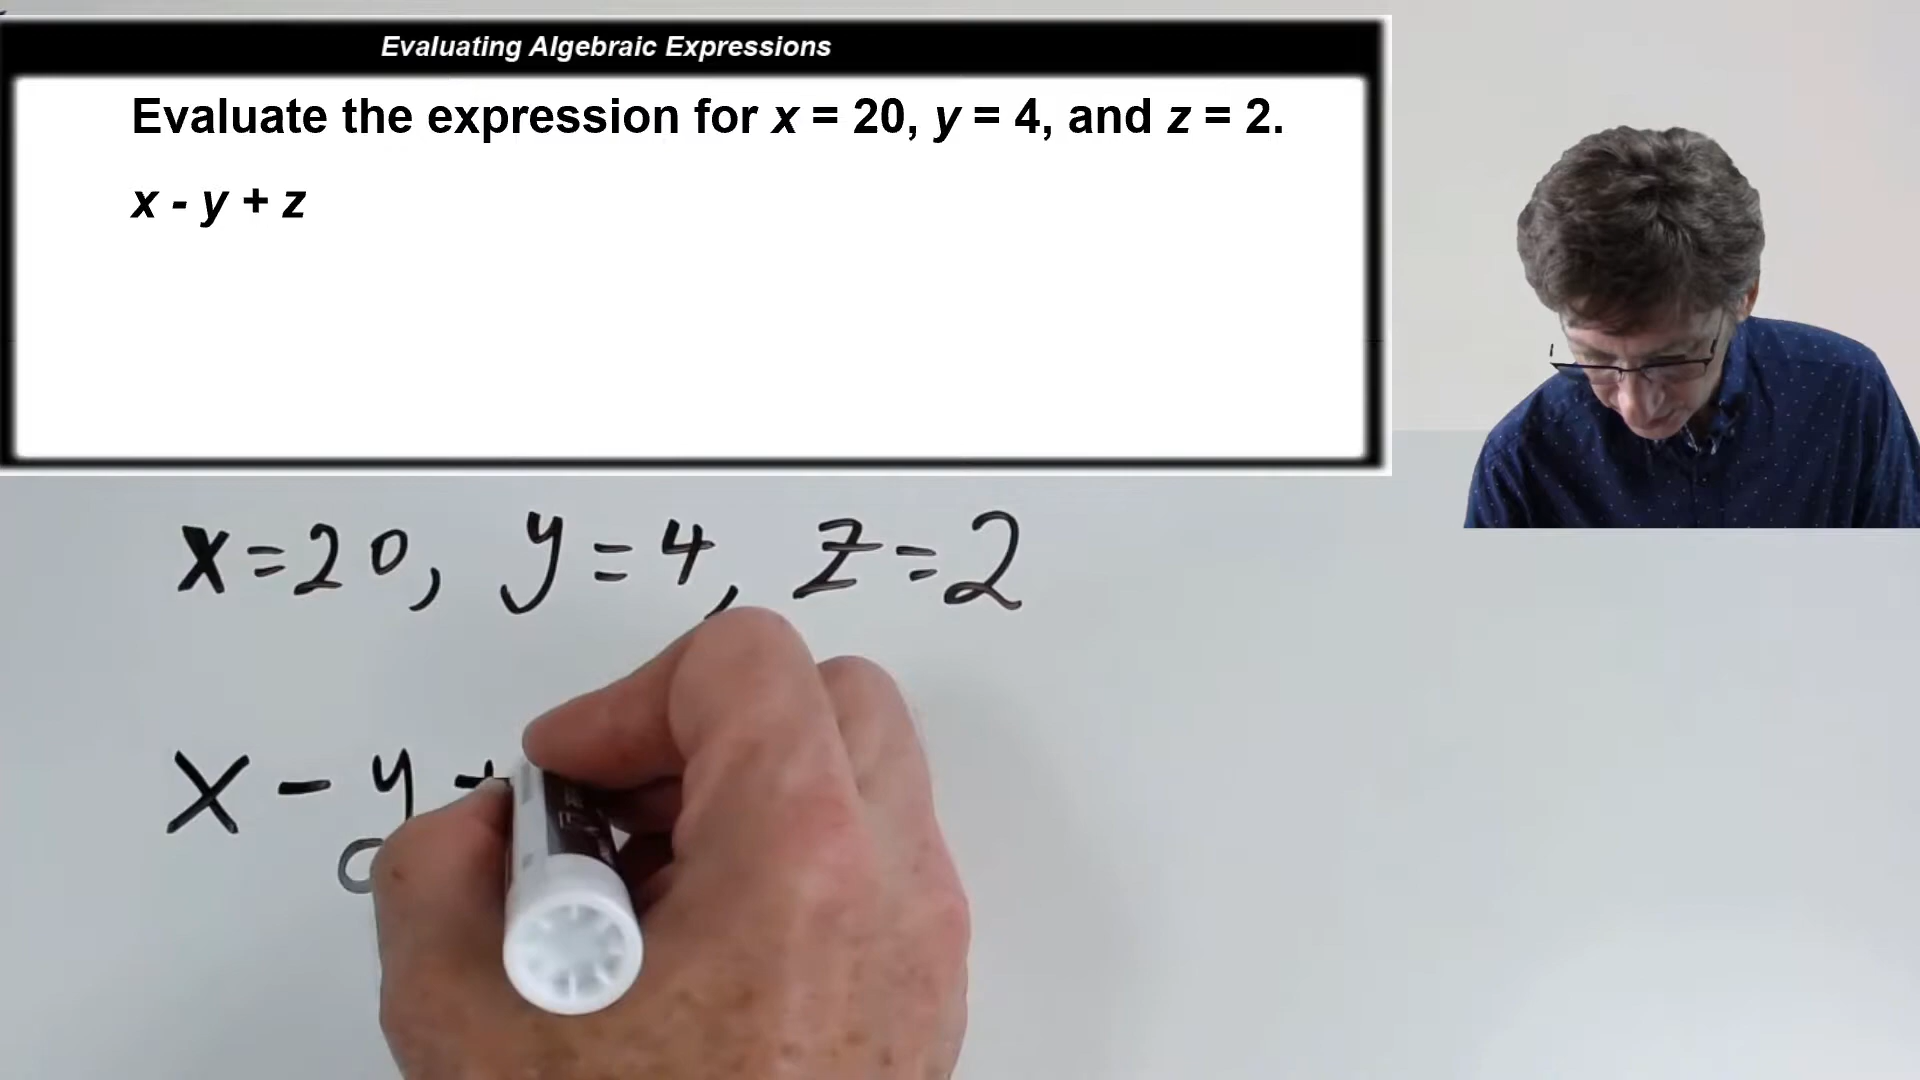 Evaluating Algebraic Expressions
Evaluate the expression for x = 20, y = 4, and z = 2.
x - y + z
x=20, y=4, z=2
x - y +